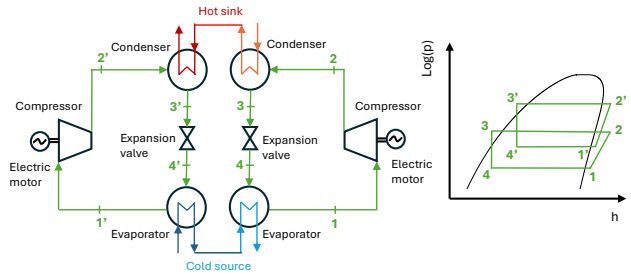 Hot sink
Condenser
Condenser
2'
2
Log(p)
Compressor
3'
3
Compressor
Expansion
valve
Expansion
valve
Electric
motor
Electric
motor
4'
4
1'
1
Evaporator
Evaporator
Cold source
3'
2'
3
2
4'
1'
4
1
h